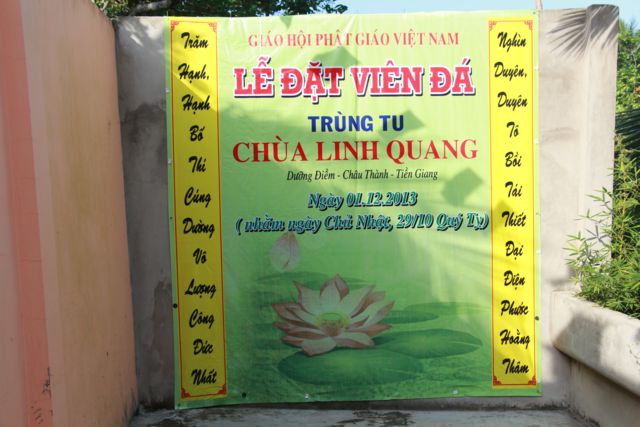 GIÁO HỘI PHẬT GIÁO VIỆT NAM
LỄ ĐẶT VIÊN ĐÁ
TRÙNG TU
CHÙA LINH QUANG
Dưỡng Điềm - Châu Thành - Tiền Giang
Ngày 01.12.2013
( nhằm ngày Chủ Nhật, 29/10 Quý Tỵ)
Trăm
Hạnh,
Hạnh
Bố
Thí
Cúng
Dường
Vô
Lượng
Công
Đức
Nhất
Nghìn
Duyên,
Duyên
Tô
Bồi
Tái
Thiết
Đại
Điện
Phước
Hoằng
Thâm